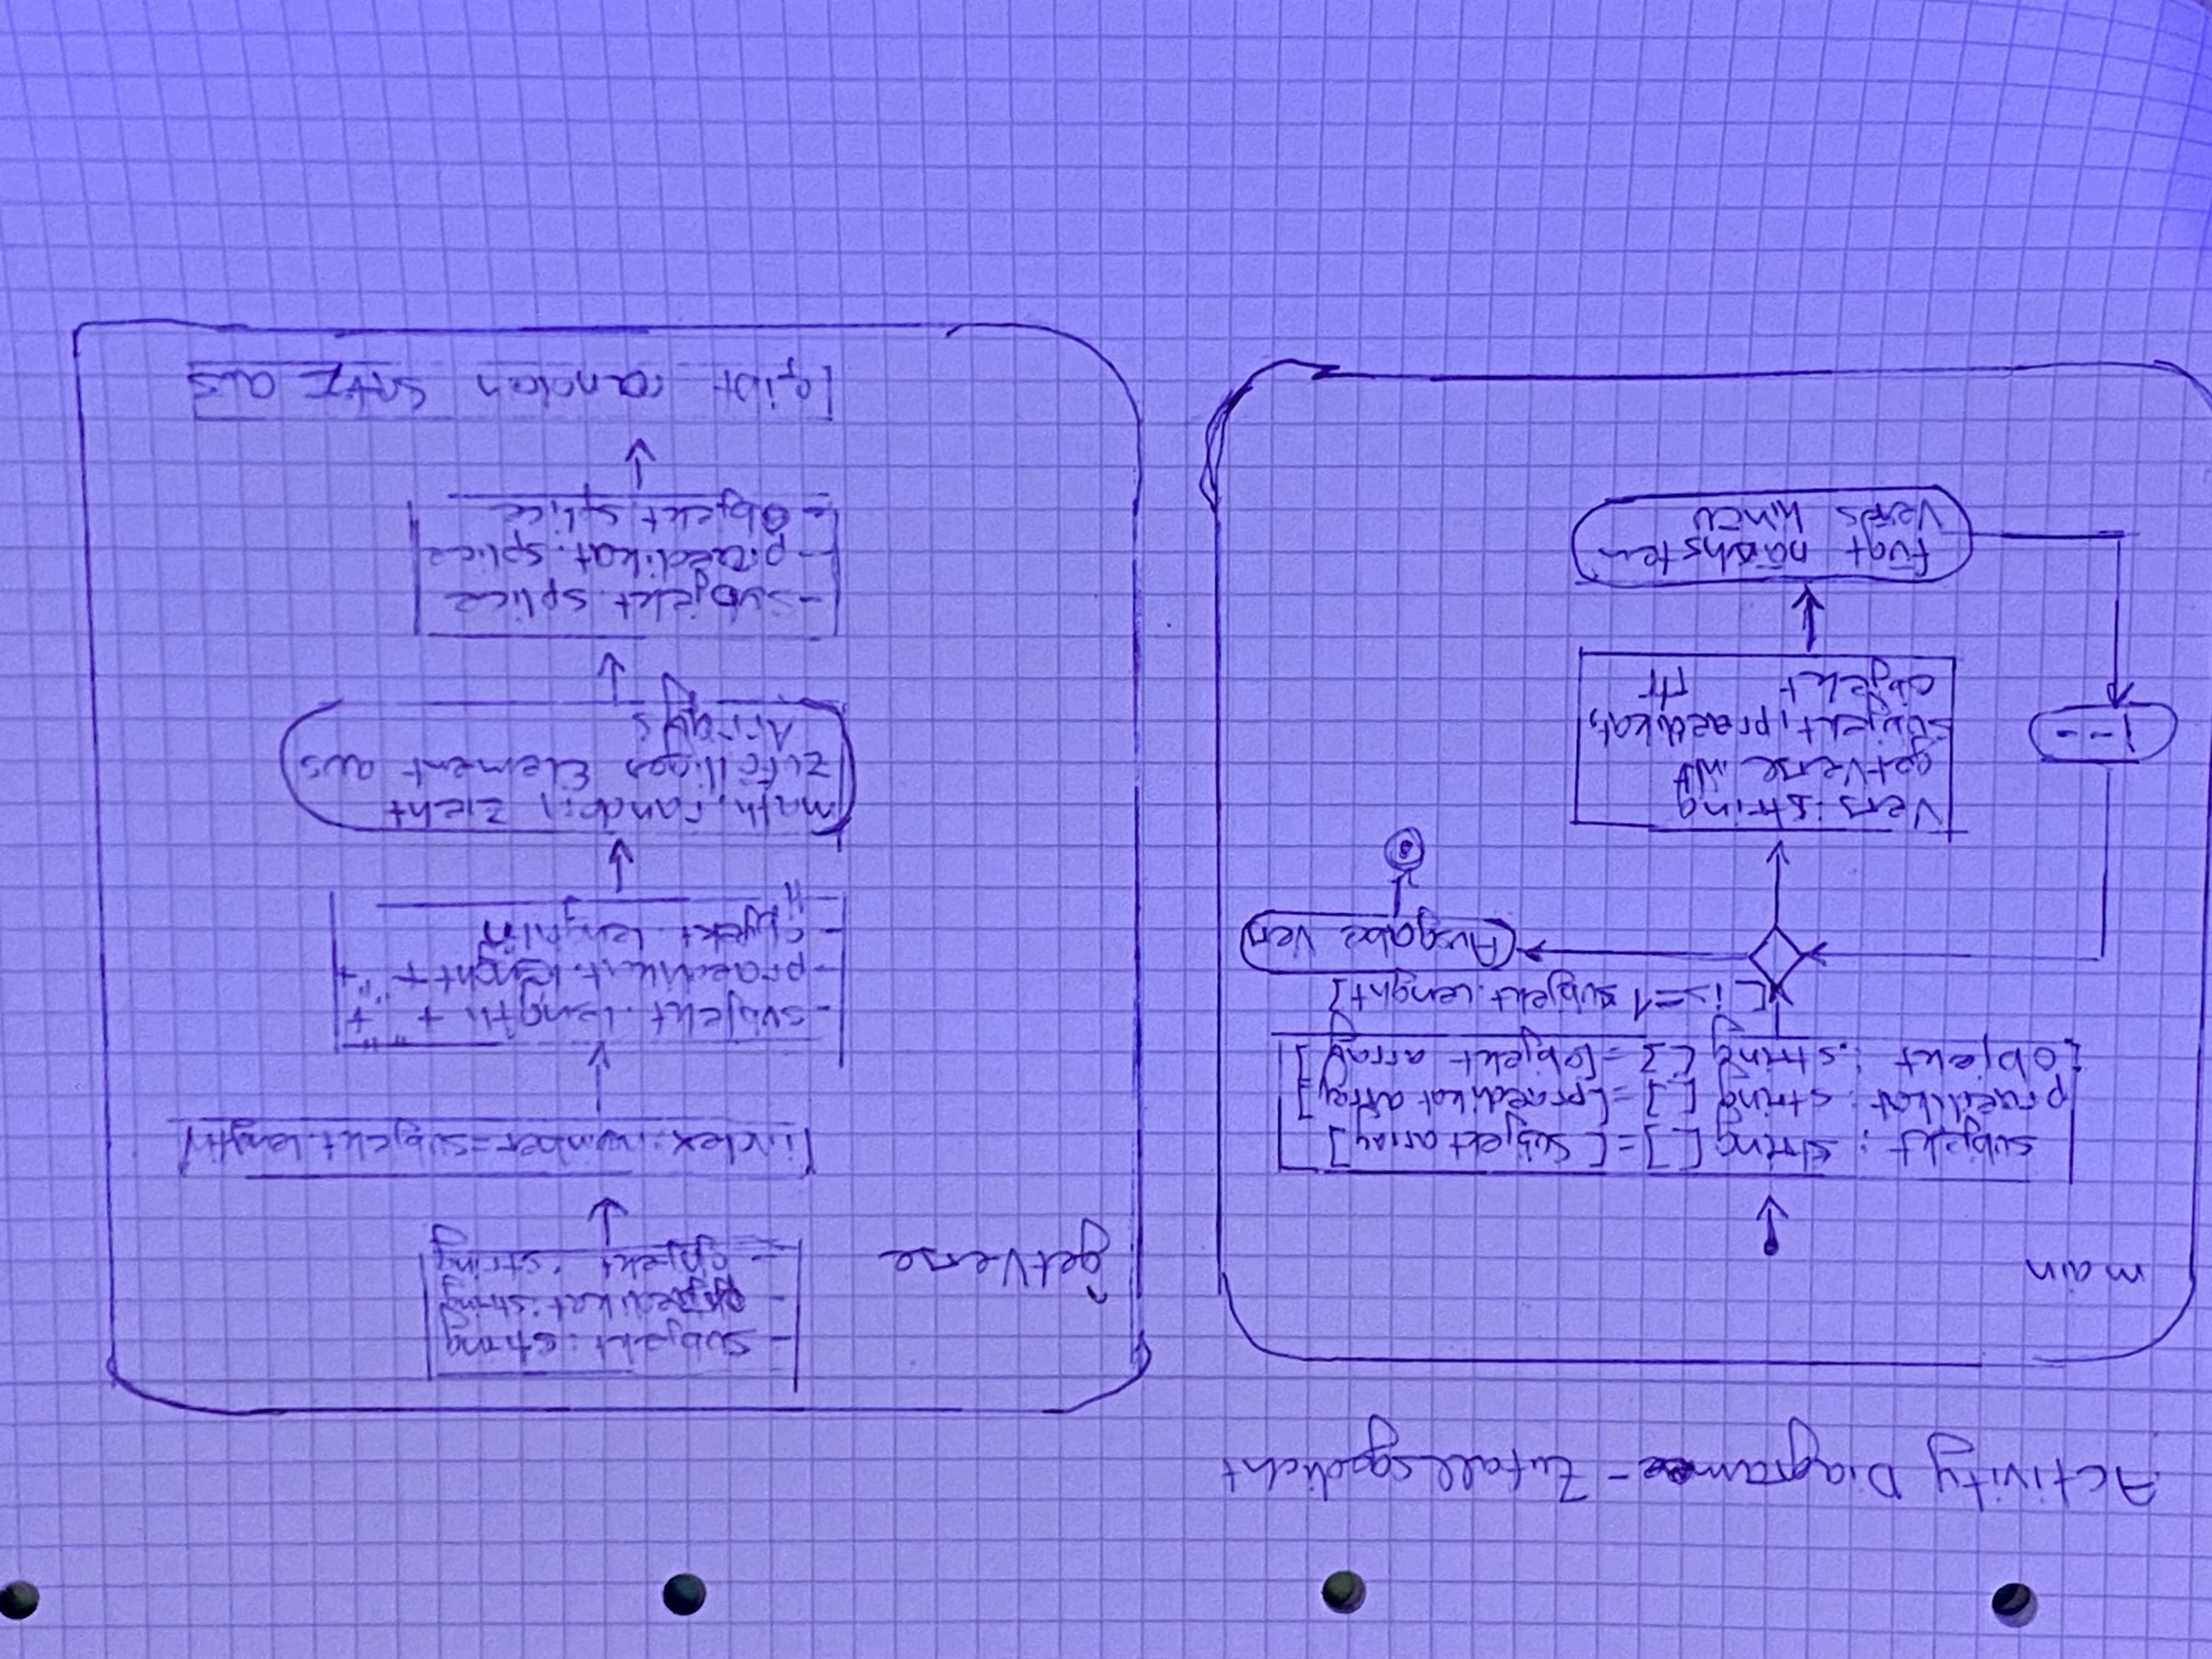 Activity Diagram - Zufallsgedicht
main
subjekt : string [ ] = [ Subjekt array ]
praedikat : string [ ] = [praedikat array]
objekt : string [ ] = [objekt array ]
[ i>=1 subjekt.lenght]
Ausgabe Vers
Vers:string
getVerse mit
subjekt, praedikat,
objekt
i--
fügt nächsten
Vers hinzu
getVerse
- subjekt : string
- praedikat : string
- objekt : string
index : number = subjekt.length
- subjekt . length + " " +
- praedikat. lenght + " " +
- objekt .
math. random zieht
zufälliges Element aus
Arrays
- subjekt. splice
- praedikat. splice
- Objekt. splice
gibt random Satz aus